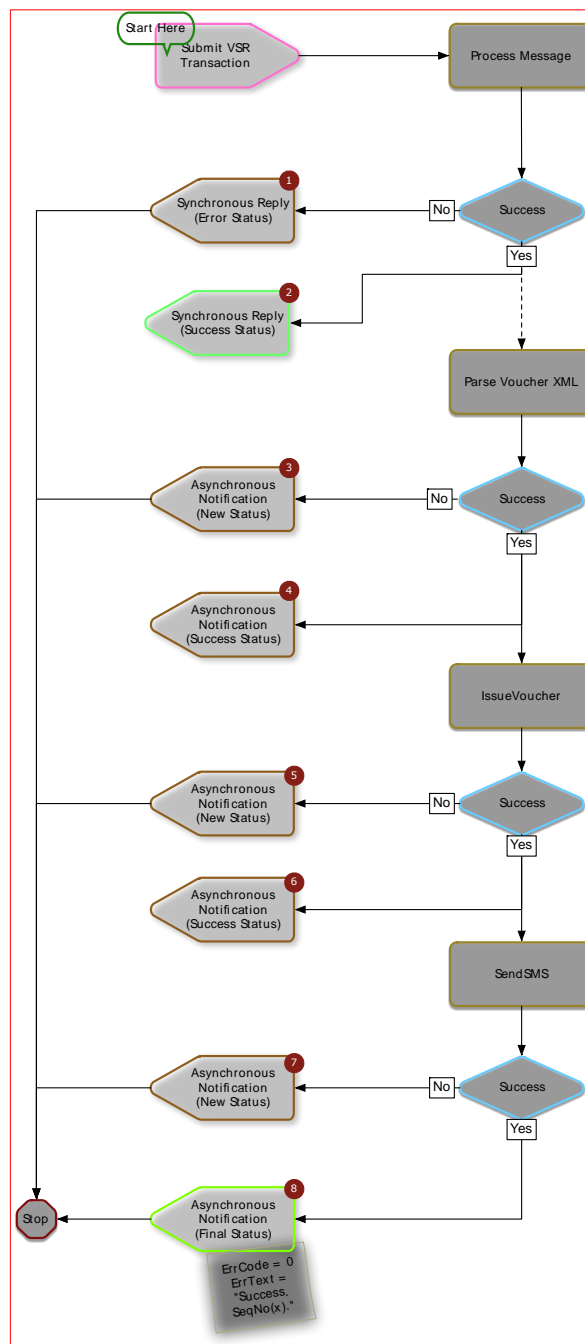 Start Here
Submit VSR
Transaction
Process Message
1
Synchronous Reply
(Error Status)
No
Success
Yes
2
Synchronous Reply
(Success Status)
Parse Voucher XML
3
Asynchronous
Notification
(New Status)
No
Success
Yes
4
Asynchronous
Notification
(Success Status)
IssueVoucher
5
Asynchronous
Notification
(New Status)
No
Success
Yes
6
Asynchronous
Notification
(Success Status)
SendSMS
7
Asynchronous
Notification
(New Status)
No
Success
Yes
8
Stop
Asynchronous
Notification
(Final Status)
ErrCode = 0
ErrText =
"Success.
SeqNo(x)."